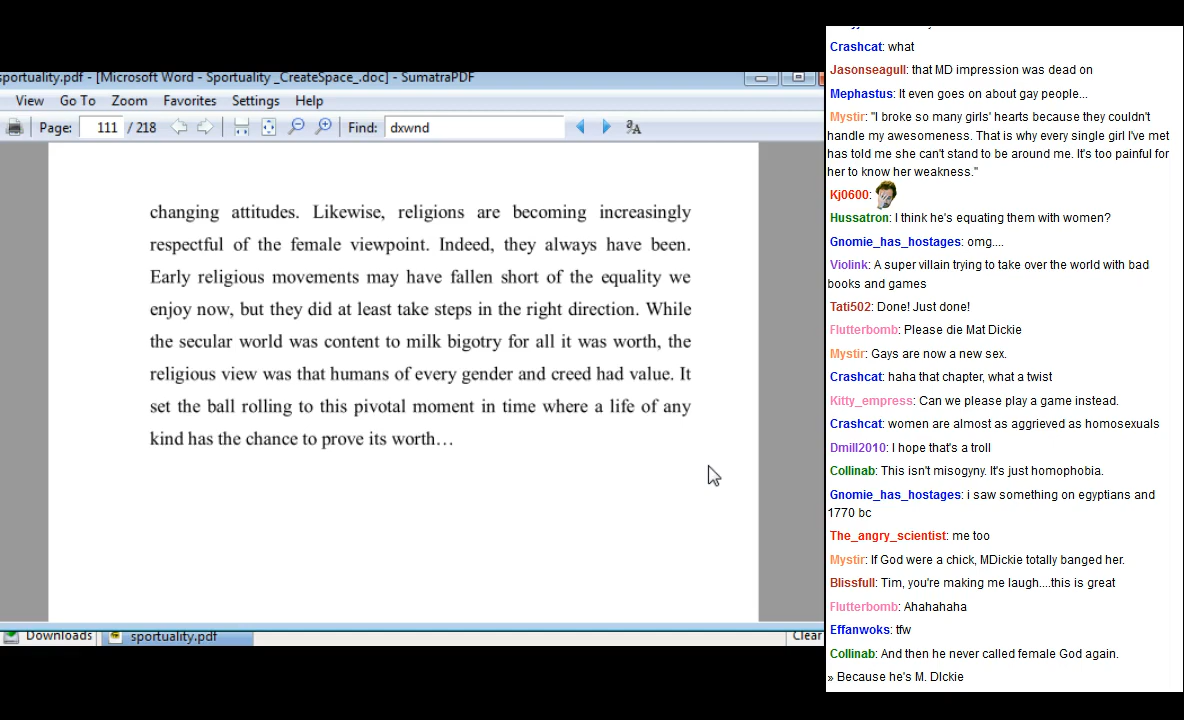 sportuality.pdf - [Microsoft Word - Sportuality _CreateSpace_.doc] - SumatraPDF
View Go To Zoom Favorites Settings Help
Page: 111 / 218 Find: dxwnd
changing attitudes. Likewise, religions are becoming increasingly
respectful of the female viewpoint. Indeed, they always have been.
Early religious movements may have fallen short of the equality we
enjoy now, but they did at least take steps in the right direction. While
the secular world was content to milk bigotry for all it was worth, the
religious view was that humans of every gender and creed had value. It
set the ball rolling to this pivotal moment in time where a life of any
kind has the chance to prove its worth…
Downloads sportuality.pdf Clear
Crashcat: what
Jasonseagull: that MD impression was dead on
Mephastus: It even goes on about gay people...
Mystir: "I broke so many girls' hearts because they couldn't
handle my awesomeness. That is why every single girl I've met
has told me she can't stand to be around me. It's too painful for
her to know her weakness."
Kj0600:
Hussatron: I think he's equating them with women?
Gnomie_has_hostages: omg....
Violink: A super villain trying to take over the world with bad
books and games
Tati502: Done! Just done!
Flutterbomb: Please die Mat Dickie
Mystir: Gays are now a new sex.
Crashcat: haha that chapter, what a twist
Kitty_empress: Can we please play a game instead.
Crashcat: women are almost as aggrieved as homosexuals
Dmill2010: I hope that's a troll
Collinab: This isn't misogyny. It's just homophobia.
Gnomie_has_hostages: i saw something on egyptians and
1770 bc
The_angry_scientist: me too
Mystir: If God were a chick, MDickie totally banged her.
Blissfull: Tim, you're making me laugh....this is great
Flutterbomb: Ahahahaha
Effanwoks: tfw
Collinab: And then he never called female God again.
» Because he's M. DIckie